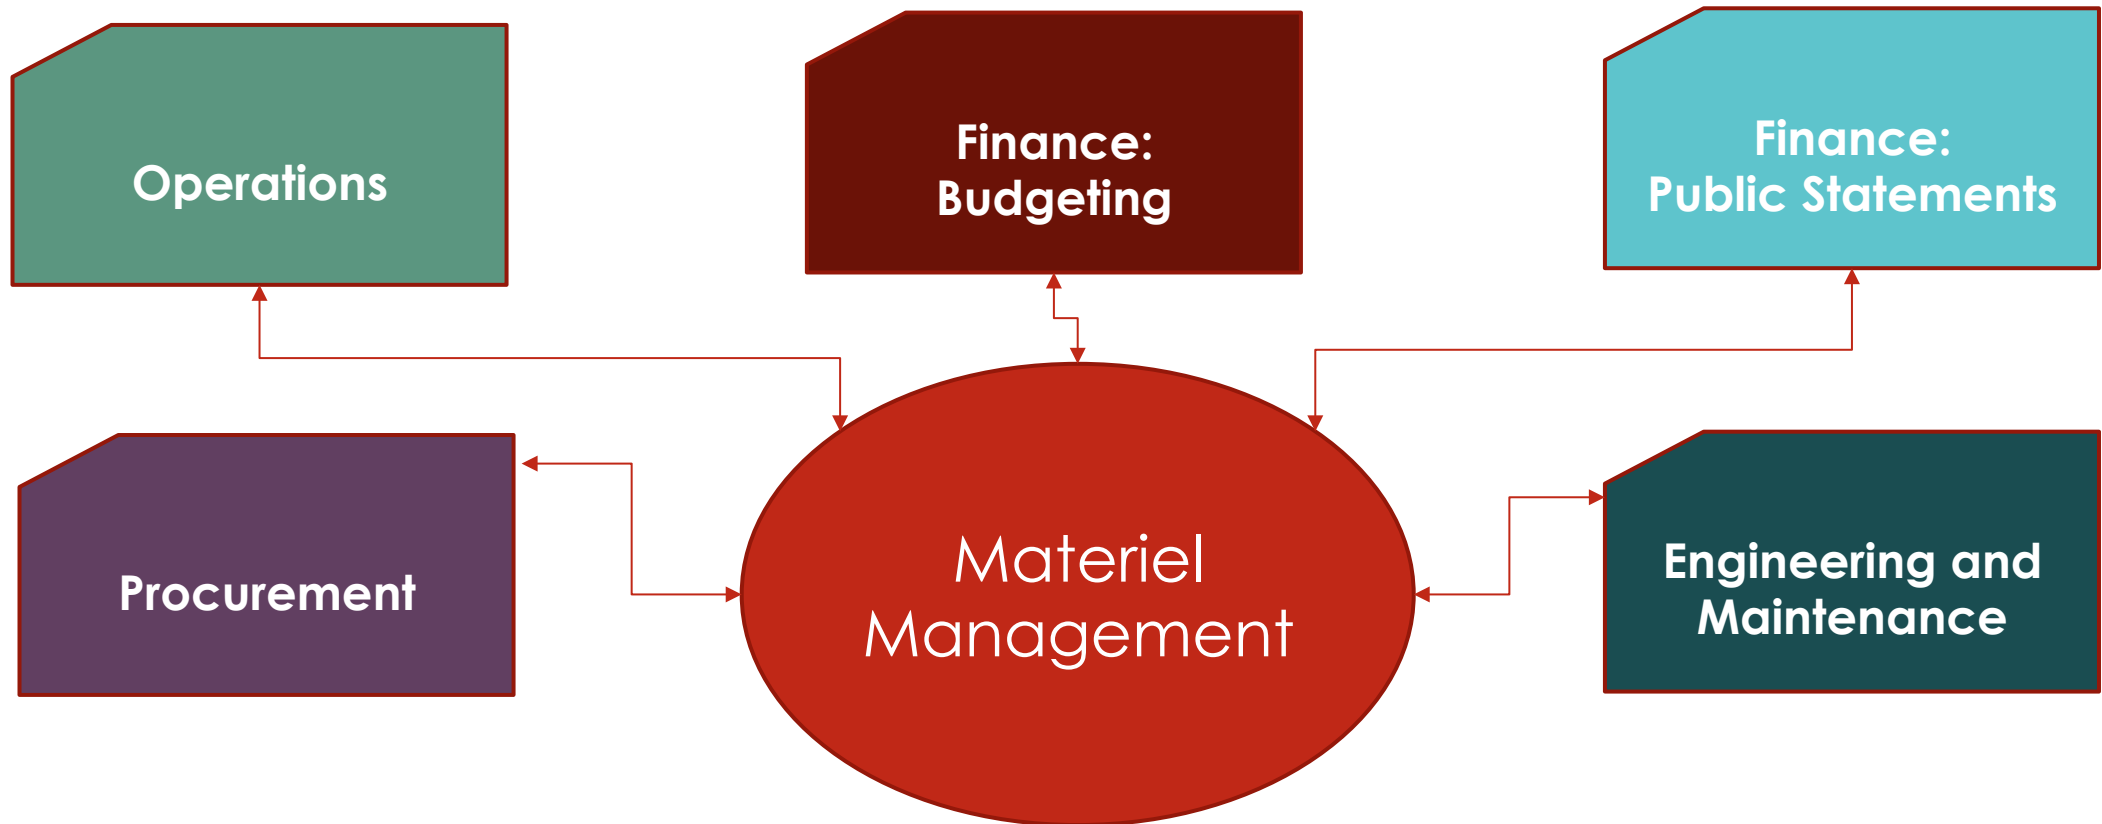 Operations
Finance:
Budgeting
Finance:
Public Statements
Procurement
Materiel
Management
Engineering and
Maintenance